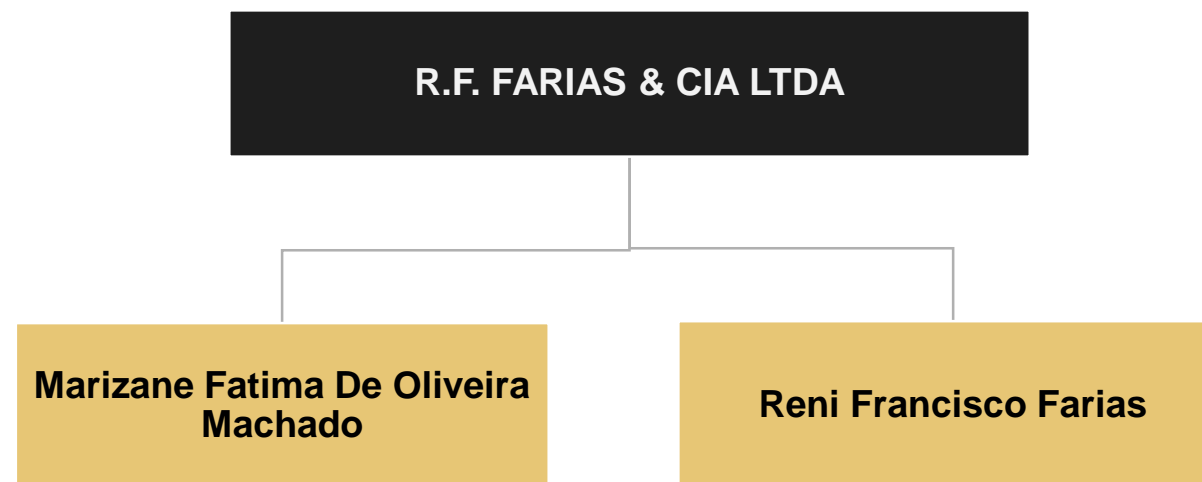 R.F. FARIAS & CIA LTDA
Marizane Fatima De Oliveira
Machado
Reni Francisco Farias